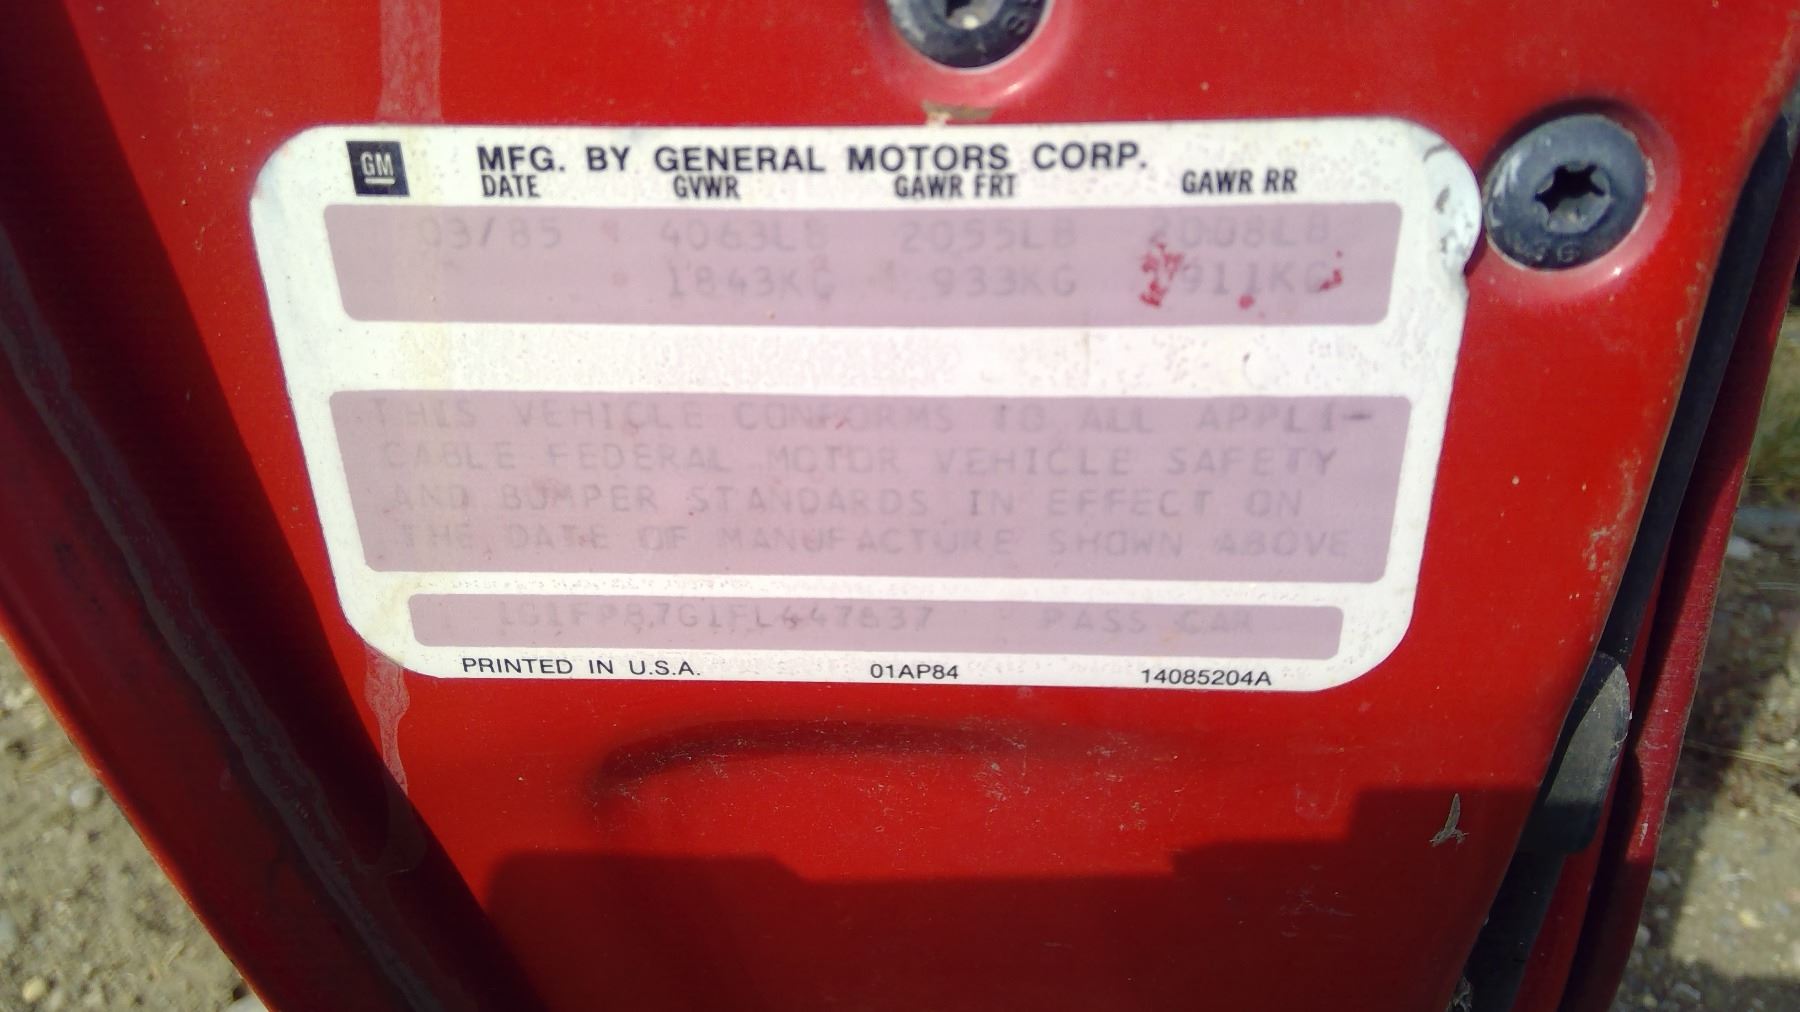 GM
MFG. BY GENERAL MOTORS CORP.
DATE GVWR GAWR FRT GAWR RR
03/85 4063LB 2055LB 2008LB
1843KG 933KG 911KG
THIS VEHICLE CONFORMS TO ALL APPLI-
CABLE FEDERAL MOTOR VEHICLE SAFETY
AND BUMPER STANDARDS IN EFFECT ON
THE DATE OF MANUFACTURE SHOWN ABOVE
1G1FP87G1FL447837 PASS CAR
PRINTED IN U.S.A. 01AP84 14085204A